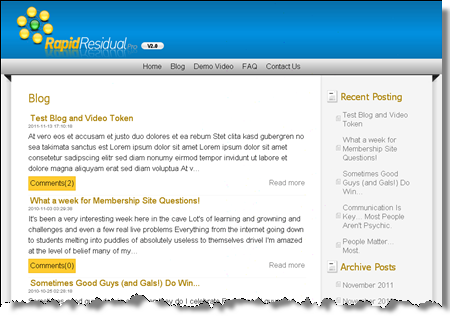 RapidResidual.Pro V2.0
Home Blog Demo Video FAQ Contact Us
Blog
Test Blog and Video Token
2011-11-13 17:10:18
At vero eos et accusam et justo duo dolores et ea rebum Stet clita kasd gubergren no
sea takimata sanctus est Lorem ipsum dolor sit amet Lorem ipsum dolor sit amet
consetetur sadipscing elitr sed diam nonumy eirmod tempor invidunt ut labore et
dolore magna aliquyam erat sed diam voluptua At v...
Comments(2) Read more
What a week for Membership Site Questions!
2010-11-03 03:28:36
It's been a very interesting week here in the cave Lot's of learning and growning and
challenges and even a few real life problems Everything from the internet going down
to students melting into puddles of absolutely useless to themselves drivel I'm amazed
at the level of belief many of my...
Comments(0) Read more
Sometimes Good Guys (and Gals!) Do Win...
2010-10-26 02:28:16
Recent Posting
Test Blog and Video
Token
What a week for
Membership Site
Questions!
Sometimes Good
Guys (and Gals!) Do
Win...
Communication Is
Key... Most People
Aren't Psychic.
People Matter...
Most.
Archive Posts
November 2011